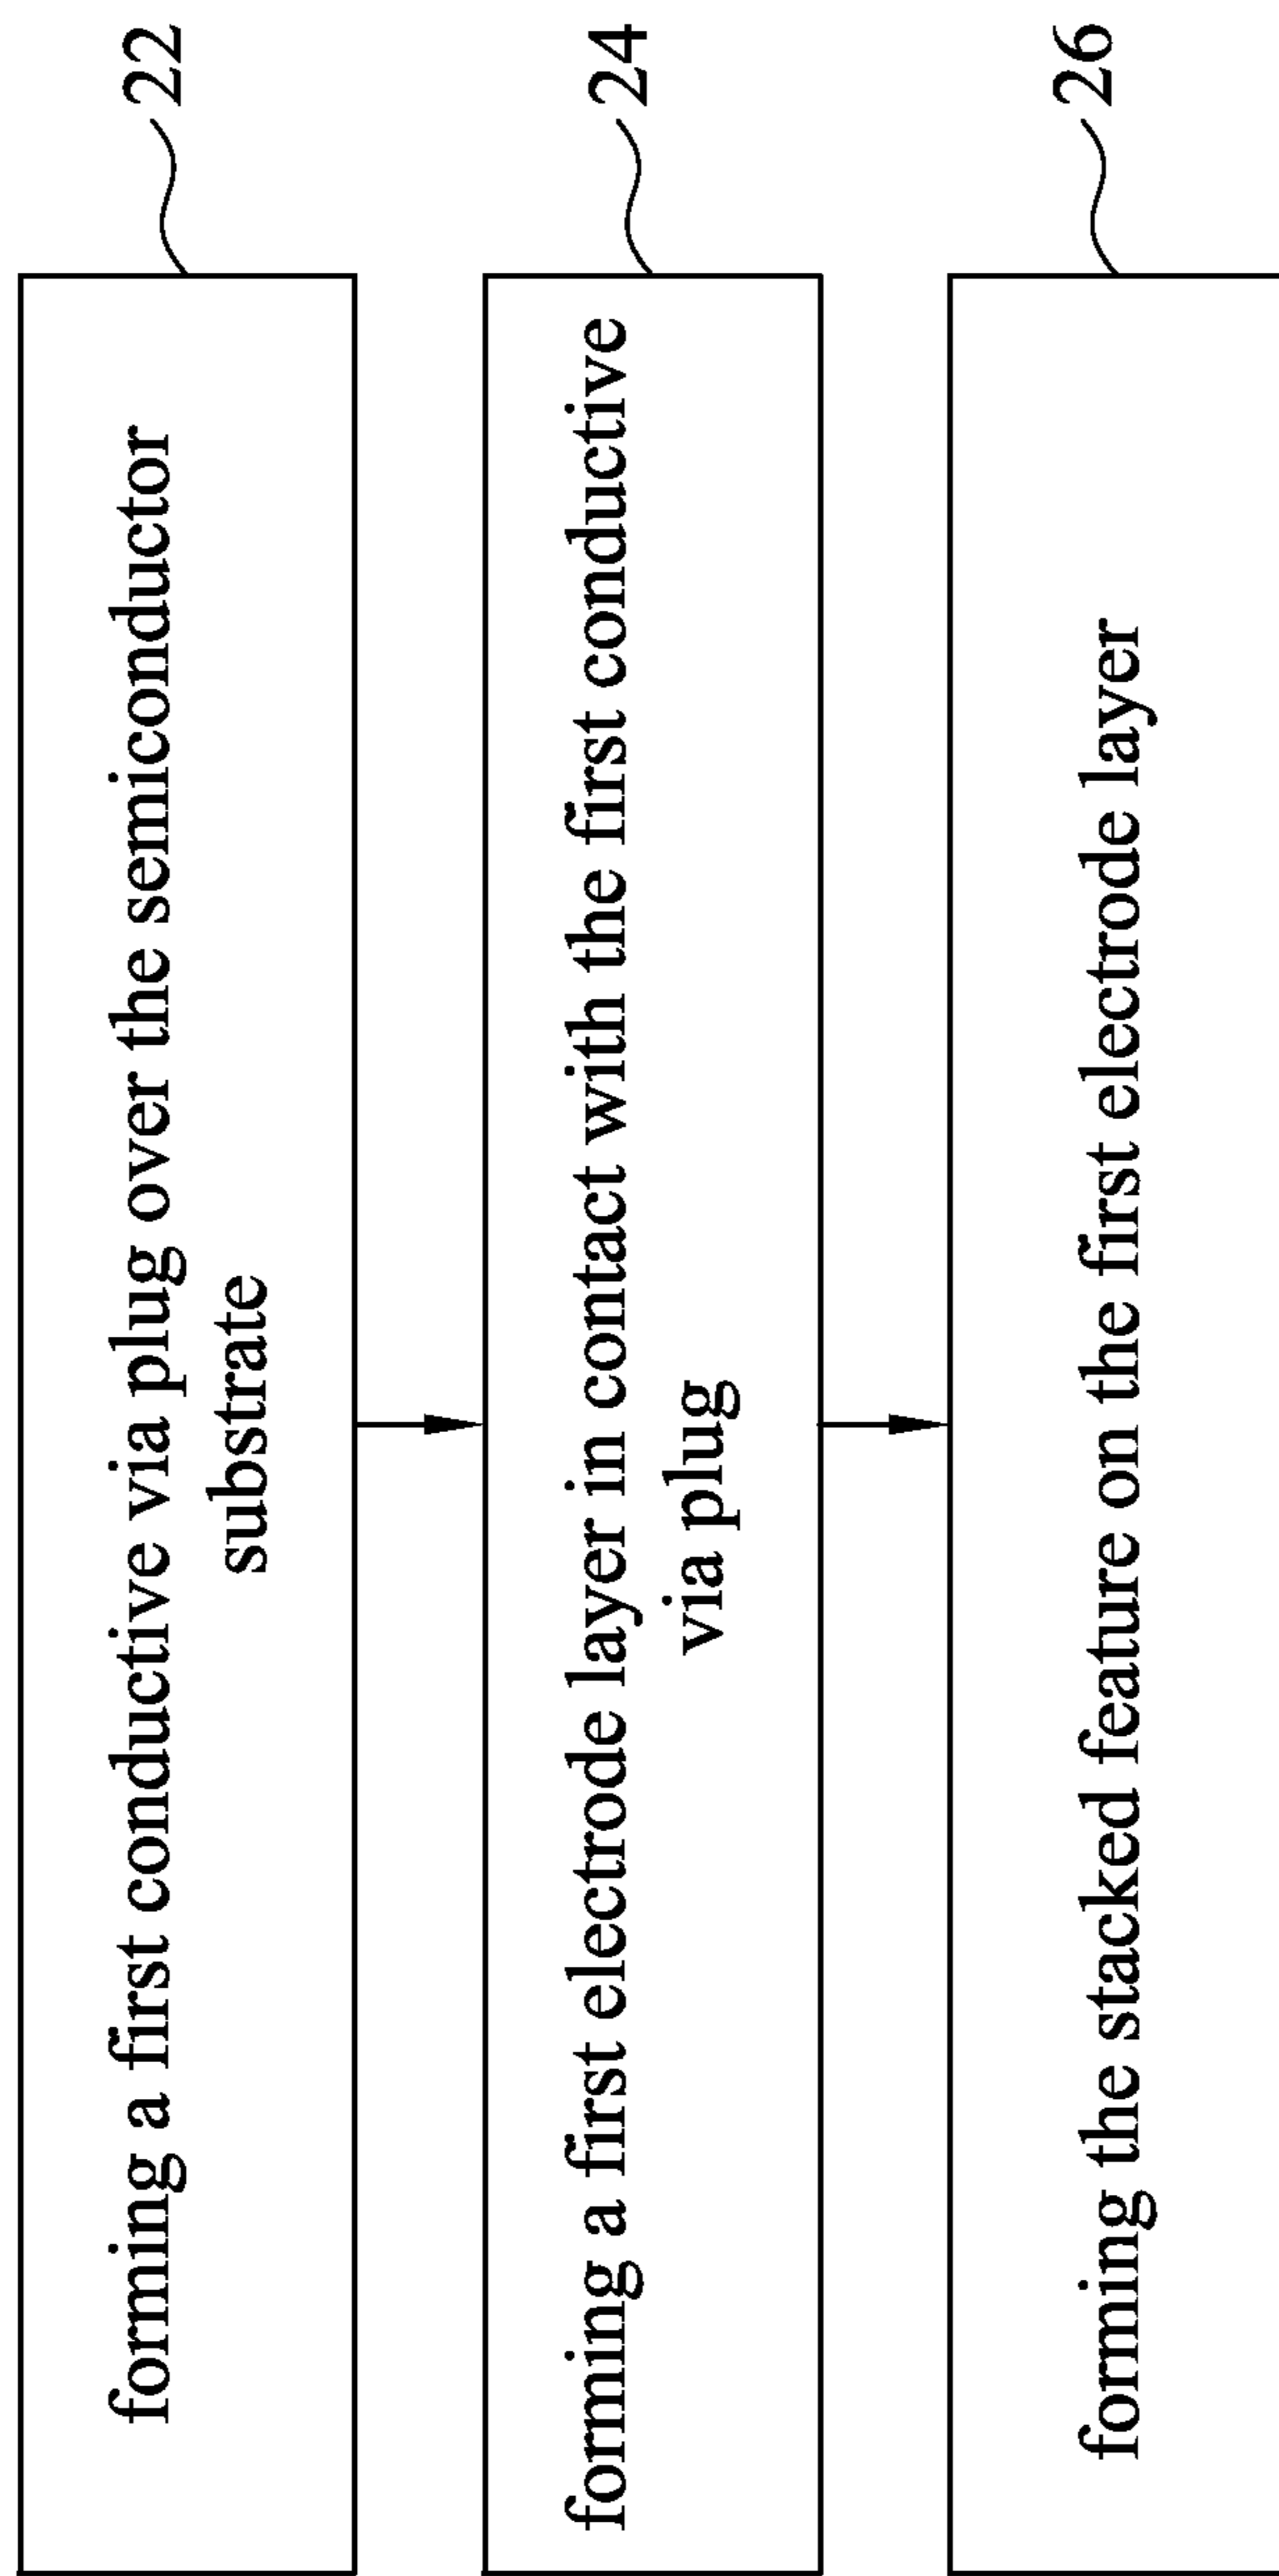 forming a first conductive via plug over the semiconductor
substrate
22
forming a first electrode layer in contact with the first conductive
via plug
24
forming the stacked feature on the first electrode layer
26